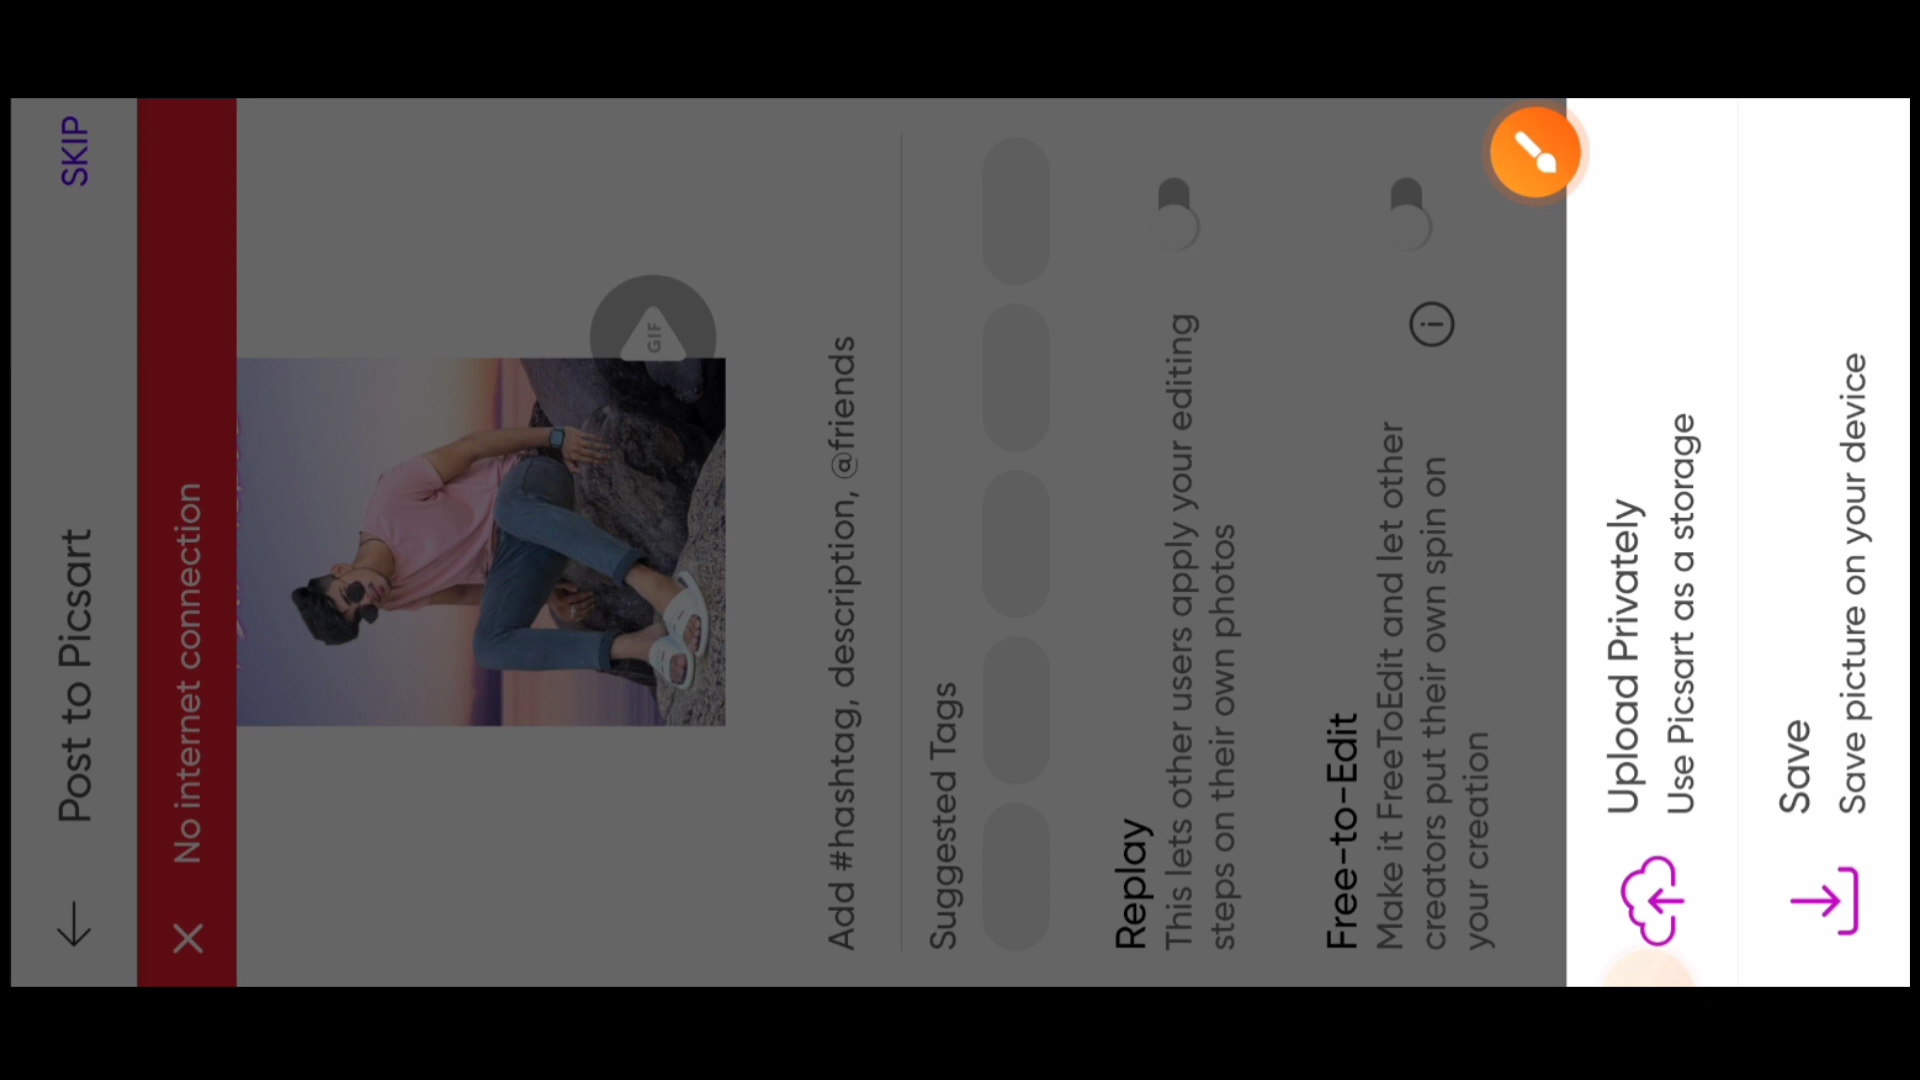 Post to Picsart
SKIP
No internet connection
GIF
Add #hashtag, description, @friends
Suggested Tags
Replay
This lets other users apply your editing
steps on their own photos
Free-to-Edit
Make it FreeToEdit and let other
creators put their own spin on
your creation
Upload Privately
Use Picsart as a storage
Save
Save picture on your device